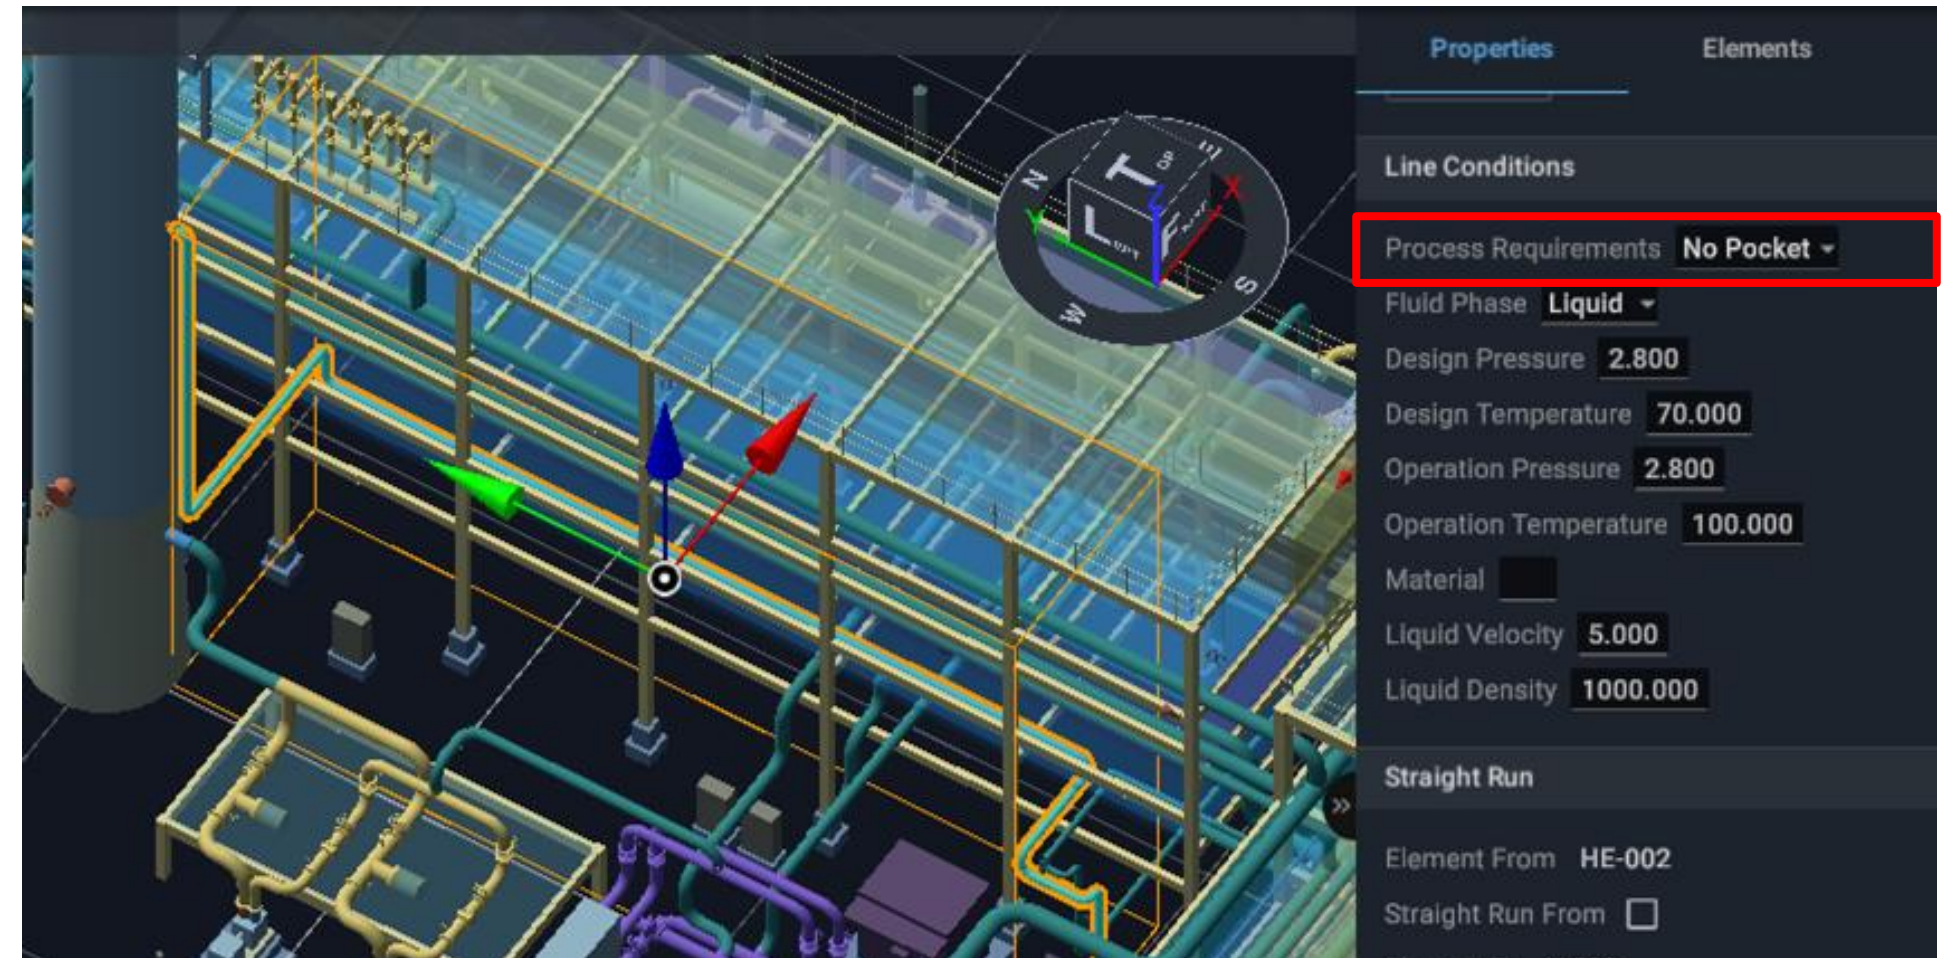 Properties
Elements
Line Conditions
Process Requirements No Pocket
Fluid Phase Liquid
Design Pressure 2.800
Design Temperature 70.000
Operation Pressure 2.800
Operation Temperature 100.000
Material
Liquid Velocity 5.000
Liquid Density 1000.000
Straight Run
Element From HE-002
Straight Run From
N
TOP
X
Y
Z
S
W